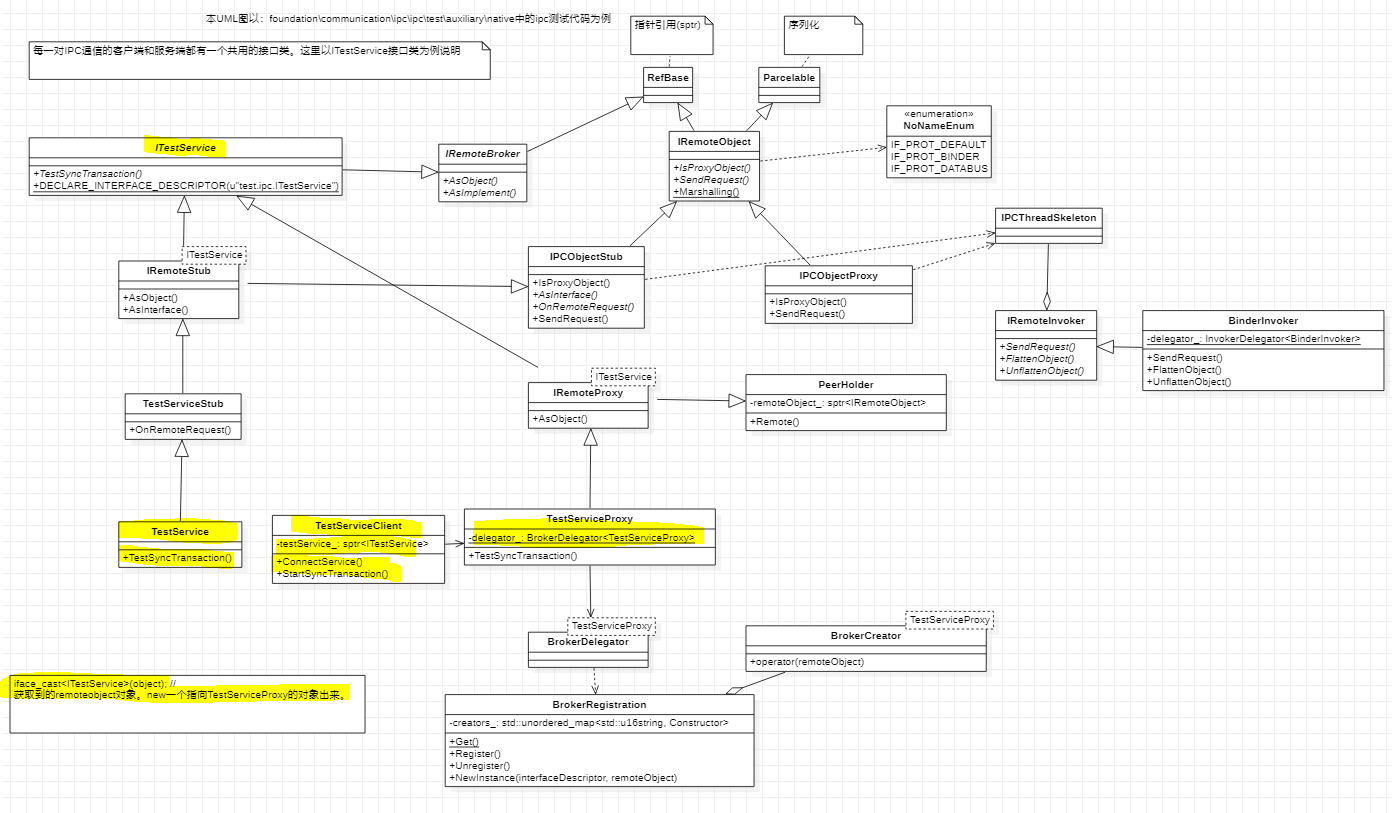 本UML图以：foundation\communication\ipc\ipc\test\auxiliary\native中的ipc测试代码为例
每一对IPC通信的客户端和服务端都有一个共用的接口类。这里以ITestService接口类为例说明
指针引用(sptr)
序列化
RefBase
Parcelable
«enumeration»
NoNameEnum
IF_PROT_DEFAULT
IF_PROT_BINDER
IF_PROT_DATABUS
ITestService
+TestSyncTransaction()
+DECLARE_INTERFACE_DESCRIPTOR(u"test.ipc.ITestService")
IRemoteBroker
+AsObject()
+AsImplement()
IRemoteObject
+IsProxyObject()
+SendRequest()
+Marshalling()
IPCThreadSkeleton
ITestService
IRemoteStub
+AsObject()
+AsInterface()
IPCObjectStub
+IsProxyObject()
+AsInterface()
+OnRemoteRequest()
+SendRequest()
IPCObjectProxy
+IsProxyObject()
+SendRequest()
IRemoteInvoker
+SendRequest()
+FlattenObject()
+UnflattenObject()
BinderInvoker
-delegator_: InvokerDelegator<BinderInvoker>
+SendRequest()
+FlattenObject()
+UnflattenObject()
ITestService
IRemoteProxy
+AsObject()
PeerHolder
-remoteObject_: sptr<IRemoteObject>
+Remote()
TestServiceStub
+OnRemoteRequest()
TestService
+TestSyncTransaction()
TestServiceClient
-testService_: sptr<ITestService>
+ConnectService()
+StartSyncTransaction()
TestServiceProxy
-delegator_: BrokerDelegator<TestServiceProxy>
+TestSyncTransaction()
TestServiceProxy
BrokerDelegator
TestServiceProxy
BrokerCreator
+operator(remoteObject)
iface_cast<ITestService>(object); //
获取到的remoteobject对象。new一个指向TestServiceProxy的对象出来。
BrokerRegistration
-creators_: std::unordered_map<std::u16string, Constructor>
+Get()
+Register()
+Unregister()
+NewInstance(interfaceDescriptor, remoteObject)